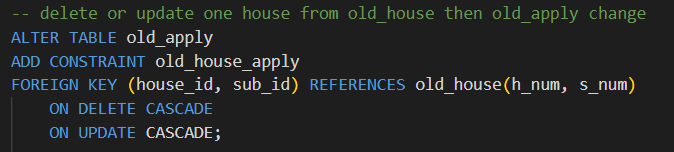 -- delete or update one house from old_house then old_apply change
ALTER TABLE old_apply
ADD CONSTRAINT old_house_apply
FOREIGN KEY (house_id, sub_id) REFERENCES old_house(h_num, s_num)
    ON DELETE CASCADE
    ON UPDATE CASCADE;